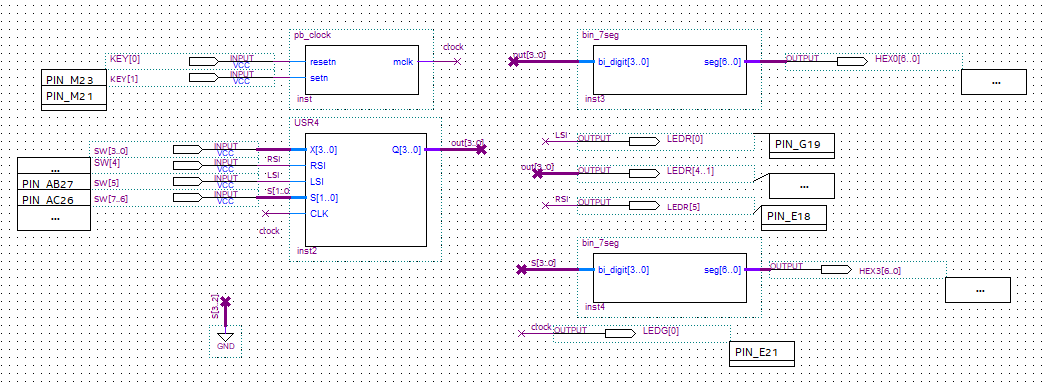 pb_clock
KEY[0] INPUT VCC resetn mclk clock
KEY[1] INPUT VCC setn
PIN_M23
PIN_M21
inst
bin_7seg
out[3..0] bi_digit[3..0] seg[6..0] OUTPUT HEX0[6..0]
...
inst3
USR4
SW[3..0] INPUT VCC X[3..0] Q[3..0] out[3..0]
SW[4] INPUT VCC RSI RSI
...
PIN_AB27 SW[5] INPUT VCC LSI LSI
PIN_AC26 SW[7..6] INPUT VCC S[1..0 S[1..0]
...
CLK
clock
inst2
LSI OUTPUT LEDR[0] PIN_G19
out[3..0] OUTPUT LEDR[4..1] ...
RSI OUTPUT LEDR[5] PIN_E18
bin_7seg
S[3..0] bi_digit[3..0] seg[6..0] OUTPUT HEX3[6..0]
...
inst4
S[3..2]
GND
clock OUTPUT LEDG[0] PIN_E21